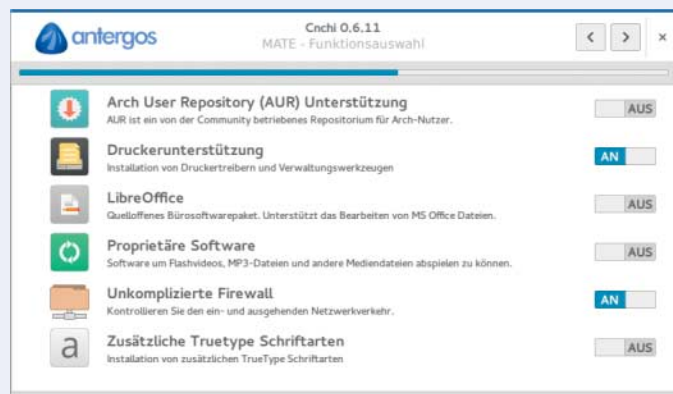 antergos
Cnchi 0.6.11
MATE - Funktionsauswahl
Arch User Repository (AUR) Unterstützung
AUS
AUR ist ein von der Community betriebenes Repositorium für Arch-Nutzer.
Druckerunterstützung
AN
Installation von Druckertreibern und Verwaltungswerkzeugen
LibreOffice
AUS
Quelloffenes Bürosoftwarepaket. Unterstützt das Bearbeiten von MS Office Dateien.
Proprietäre Software
AUS
Software um Flashvideos, MP3-Dateien und andere Mediendateien abspielen zu können.
Unkomplizierte Firewall
AN
Kontrollieren Sie den ein- und ausgehenden Netzwerkverkehr.
a
Zusätzliche Truetype Schriftarten
AUS
Installation von zusätzlichen TrueType Schriftarten